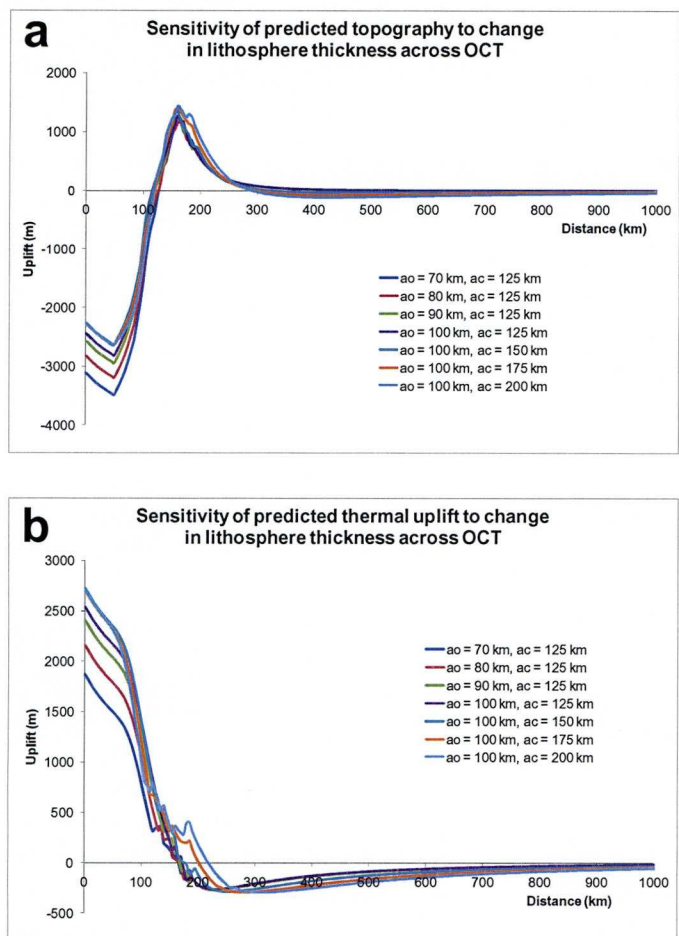 a
Sensitivity of predicted topography to change
in lithosphere thickness across OCT
2000
1000
0
-1000
-2000
-3000
-4000
Uplift (m)
0 100 200 300 400 500 600 700 800 900 1000
Distance (km)
ao = 70 km, ac = 125 km
ao = 80 km, ac = 125 km
ao = 90 km, ac = 125 km
ao = 100 km, ac = 125 km
ao = 100 km, ac = 150 km
ao = 100 km, ac = 175 km
ao = 100 km, ac = 200 km
b
Sensitivity of predicted thermal uplift to change
in lithosphere thickness across OCT
3000
2500
2000
1500
1000
500
0
-500
Uplift (m)
0 100 200 300 400 500 600 700 800 900 1000
Distance (km)
ao = 70 km, ac = 125 km
ao = 80 km, ac = 125 km
ao = 90 km, ac = 125 km
ao = 100 km, ac = 125 km
ao = 100 km, ac = 150 km
ao = 100 km, ac = 175 km
ao = 100 km, ac = 200 km